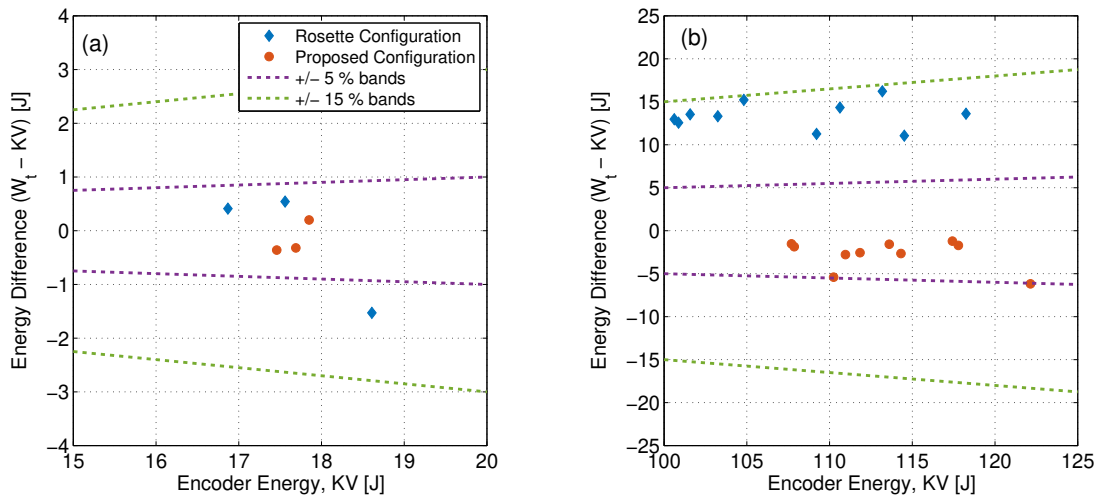 (a)
Rosette Configuration
Proposed Configuration
+/− 5 % bands
+/− 15 % bands
4
3
2
1
0
−1
−2
−3
−4
15 16 17 18 19 20
Energy Difference (W_t − KV) [J]
Encoder Energy, KV [J]
(b)
25
20
15
10
5
0
−5
−10
−15
−20
−25
100 105 110 115 120 125
Energy Difference (W_t − KV) [J]
Encoder Energy, KV [J]